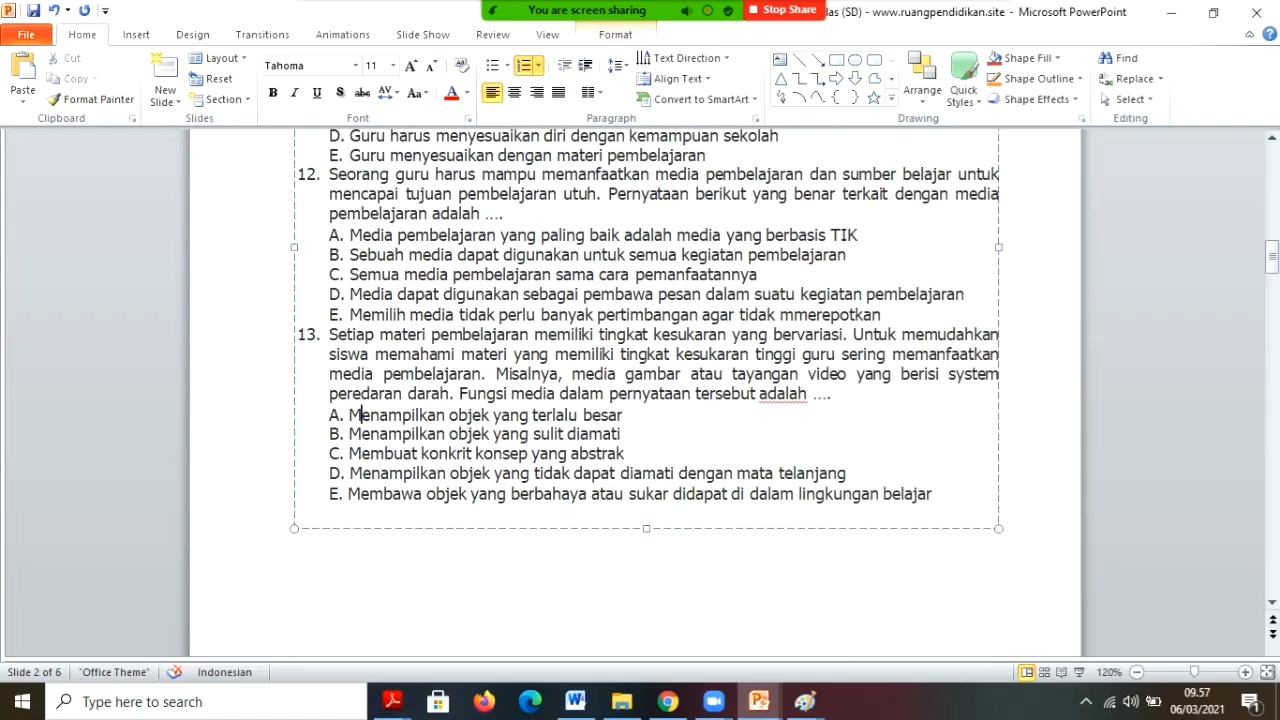 You are screen sharing
Stop Share
as (SD) - www.ruangpendidikan.site - Microsoft PowerPoint
File Home Insert Design Transitions Animations Slide Show Review View Format
Paste
Cut
Copy
Format Painter
Clipboard
New Slide
Layout
Reset
Section
Slides
Tahoma 11
B I U S abc AV Aa A
Font
Text Direction
Align Text
Convert to SmartArt
Paragraph
Arrange
Quick Styles
Shape Fill
Shape Outline
Shape Effects
Drawing
Find
Replace
Select
Editing
D. Guru harus menyesuaikan diri dengan kemampuan sekolah
E. Guru menyesuaikan dengan materi pembelajaran
12. Seorang guru harus mampu memanfaatkan media pembelajaran dan sumber belajar untuk
mencapai tujuan pembelajaran utuh. Pernyataan berikut yang benar terkait dengan media
pembelajaran adalah ….
A. Media pembelajaran yang paling baik adalah media yang berbasis TIK
B. Sebuah media dapat digunakan untuk semua kegiatan pembelajaran
C. Semua media pembelajaran sama cara pemanfaatannya
D. Media dapat digunakan sebagai pembawa pesan dalam suatu kegiatan pembelajaran
E. Memilih media tidak perlu banyak pertimbangan agar tidak mmerepotkan
13. Setiap materi pembelajaran memiliki tingkat kesukaran yang bervariasi. Untuk memudahkan
siswa memahami materi yang memiliki tingkat kesukaran tinggi guru sering memanfaatkan
media pembelajaran. Misalnya, media gambar atau tayangan video yang berisi system
peredaran darah. Fungsi media dalam pernyataan tersebut adalah ….
A. Menampilkan objek yang terlalu besar
B. Menampilkan objek yang sulit diamati
C. Membuat konkrit konsep yang abstrak
D. Menampilkan objek yang tidak dapat diamati dengan mata telanjang
E. Membawa objek yang berbahaya atau sukar didapat di dalam lingkungan belajar
Slide 2 of 6 "Office Theme" Indonesian 120%
Type here to search
09.57
06/03/2021